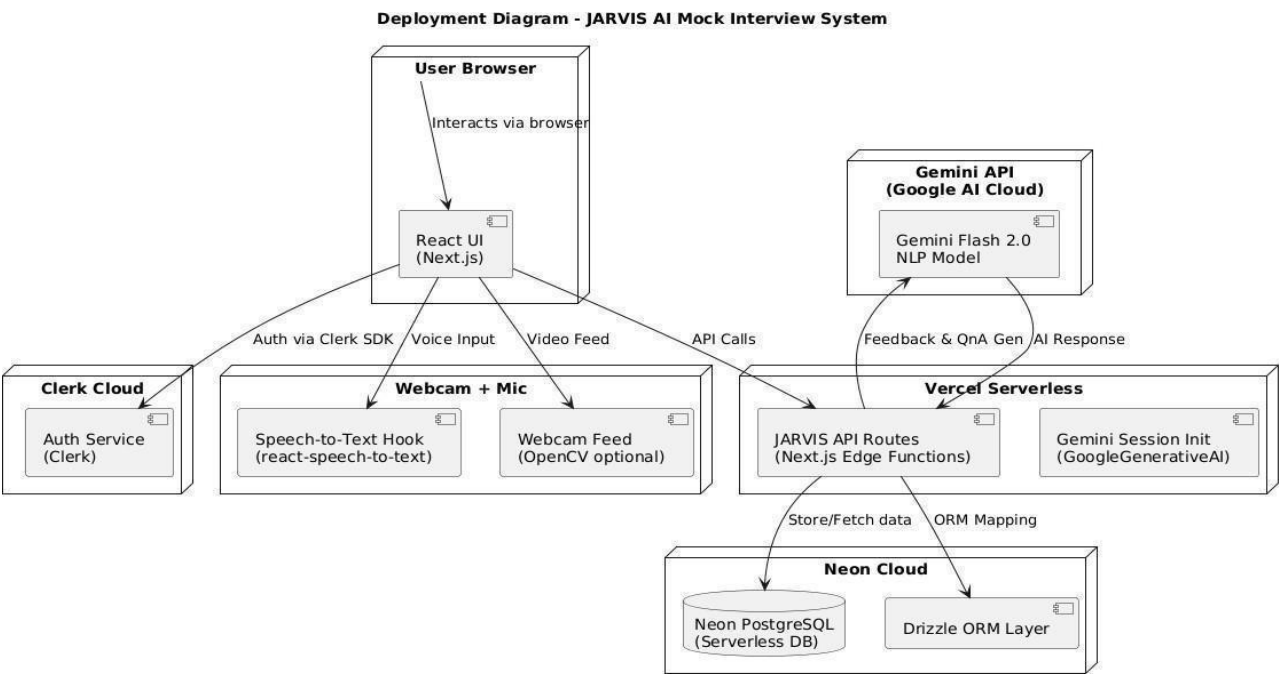 Deployment Diagram - JARVIS AI Mock Interview System
User Browser
Interacts via browser
React UI
(Next.js)
Gemini API
(Google AI Cloud)
Gemini Flash 2.0
NLP Model
Auth via Clerk SDK
Voice Input
Video Feed
API Calls
Feedback & QnA Gen
AI Response
Clerk Cloud
Auth Service
(Clerk)
Webcam + Mic
Speech-to-Text Hook
(react-speech-to-text)
Webcam Feed
(OpenCV optional)
Vercel Serverless
JARVIS API Routes
(Next.js Edge Functions)
Gemini Session Init
(GoogleGenerativeAI)
Store/Fetch data
ORM Mapping
Neon Cloud
Neon PostgreSQL
(Serverless DB)
Drizzle ORM Layer